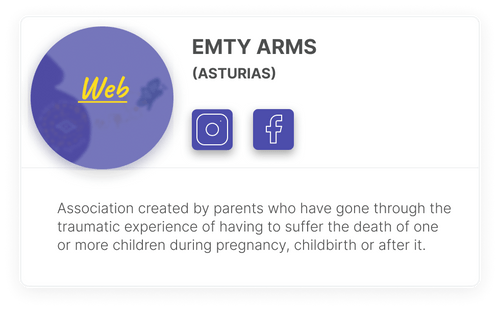 EMTY ARMS
(ASTURIAS)
Web
Association created by parents who have gone through the
traumatic experience of having to suffer the death of one
or more children during pregnancy, childbirth or after it.